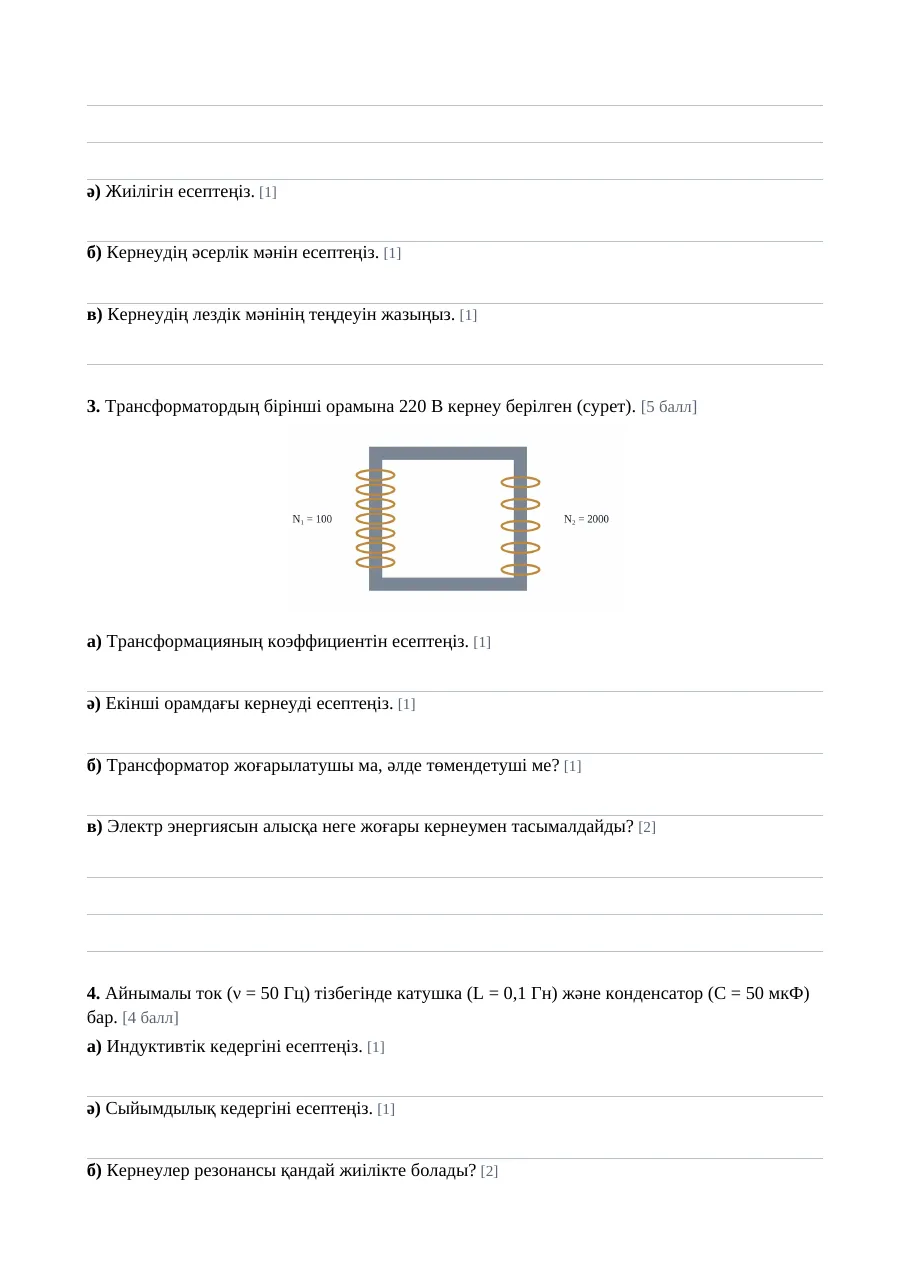 ә) Жиілігін есептеңіз. [1]
б) Кернеудің әсерлік мәнін есептеңіз. [1]
в) Кернеудің лездік мәнінің теңдеуін жазыңыз. [1]
3. Трансформатордың бірінші орамына 220 В кернеу берілген (сурет). [5 балл]
N₁ = 100
N₂ = 2000
а) Трансформацияның коэффициентін есептеңіз. [1]
ә) Екінші орамдағы кернеуді есептеңіз. [1]
б) Трансформатор жоғарылатушы ма, әлде төмендетуші ме? [1]
в) Электр энергиясын алысқа неге жоғары кернеумен тасымалдайды? [2]
4. Айнымалы ток (ν = 50 Гц) тізбегінде катушка (L = 0,1 Гн) және конденсатор (C = 50 мкФ)
бар. [4 балл]
а) Индуктивтік кедергіні есептеңіз. [1]
ә) Сыйымдылық кедергіні есептеңіз. [1]
б) Кернеулер резонансы қандай жиілікте болады? [2]